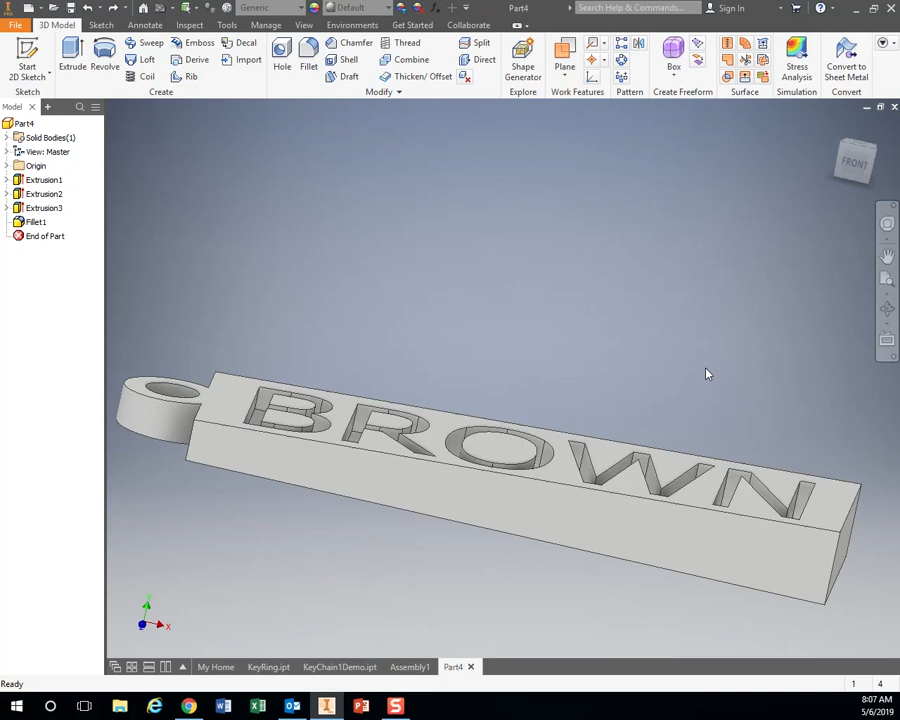 Generic
Default
Part4
Search Help & Commands...
Sign In
PRO
File
3D Model
Sketch
Annotate
Inspect
Tools
Manage
View
Environments
Get Started
Collaborate
Start
2D Sketch
Extrude
Revolve
Sweep
Loft
Coil
Emboss
Derive
Rib
Decal
Import
Hole
Fillet
Chamfer
Shell
Draft
Thread
Combine
Thicken/ Offset
Split
Direct
Shape
Generator
Plane
Box
Stress
Analysis
Convert to
Sheet Metal
Sketch
Create
Modify
Explore
Work Features
Pattern
Create Freeform
Surface
Simulation
Convert
Model
Part4
Solid Bodies(1)
View: Master
Origin
Extrusion1
Extrusion2
Extrusion3
Fillet1
End of Part
FRONT
BROWN
X
My Home
KeyRing.ipt
KeyChain1Demo.ipt
Assembly1
Part4
Ready
1
4
8:07 AM
5/6/2019